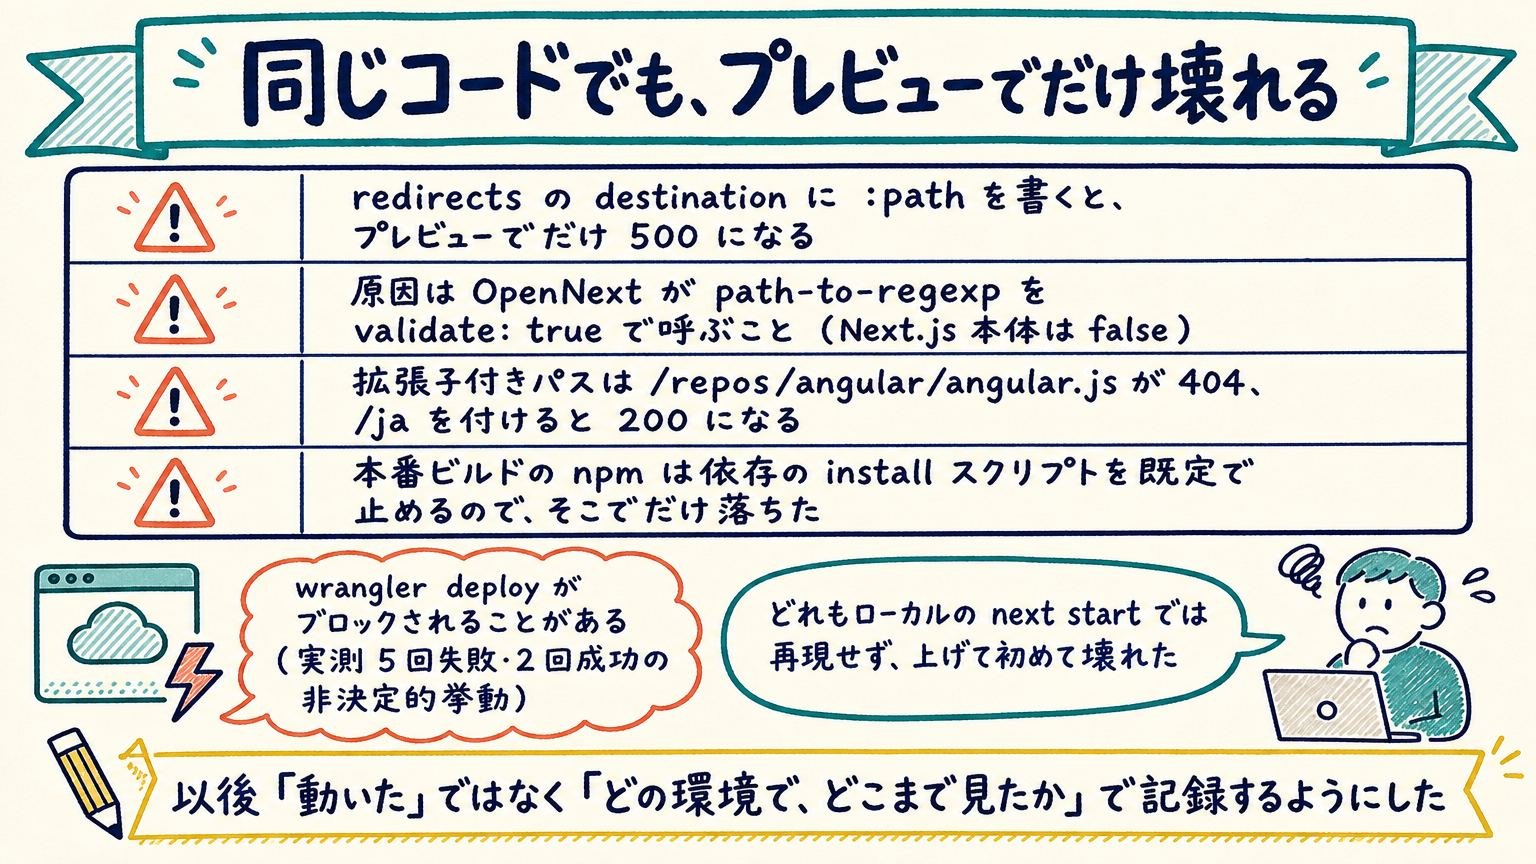 同じコードでも、プレビューでだけ壊れる
redirects の destination に :path を書くと、
プレビューでだけ 500 になる
原因は OpenNext が path-to-regexp を
validate: true で呼ぶこと（Next.js 本体は false）
拡張子付きパスは /repos/angular/angular.js が 404、
/ja を付けると 200 になる
本番ビルドの npm は依存の install スクリプトを既定で
止めるので、そこでだけ落ちた
wrangler deploy が
ブロックされることがある
（実測 5回失敗・2回成功の
非決定的挙動）
どれもローカルの next start では
再現せず、上げて初めて壊れた
以後「動いた」ではなく「どの環境で、どこまで見たか」で記録するようにした